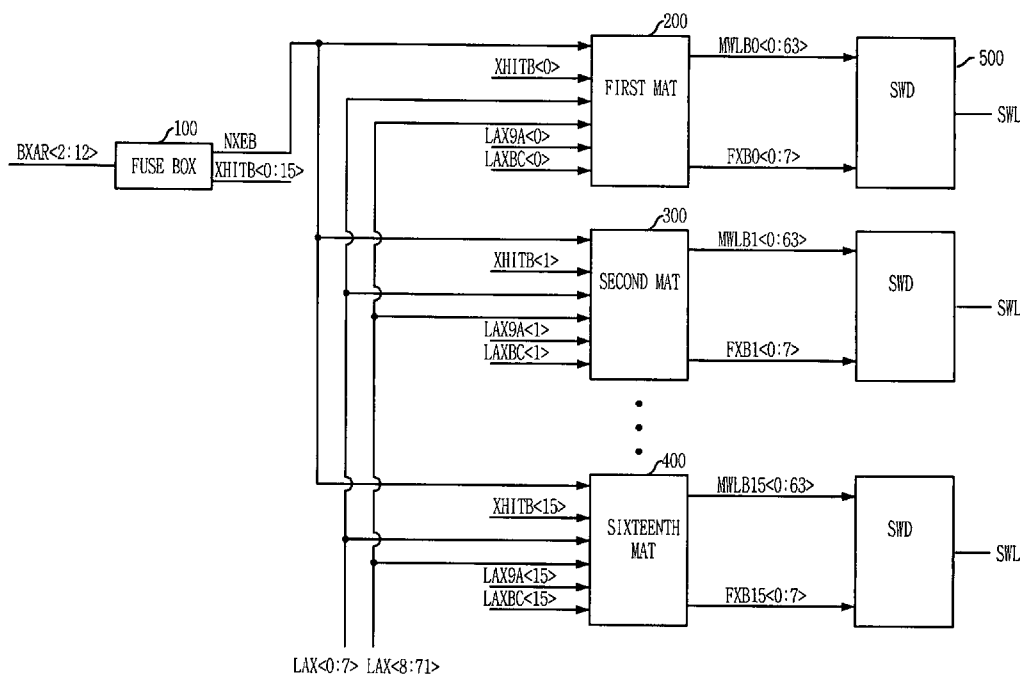 200
MWLB0<0:63>
500
XHITB<0>
FIRST MAT
SWD
SWL
100
NXEB
LAX9A<0>
BXAR<2:12>
FUSE BOX
XHITB<0:15>
LAXBC<0>
FXB0<0:7>
300
MWLB1<0:63>
XHITB<1>
SECOND MAT
SWD
SWL
LAX9A<1>
LAXBC<1>
FXB1<0:7>
400
MWLB15<0:63>
XHITB<15>
SIXTEENTH
MAT
SWD
SWL
LAX9A<15>
LAXBC<15>
FXB15<0:7>
LAX<0:7>
LAX<8:71>